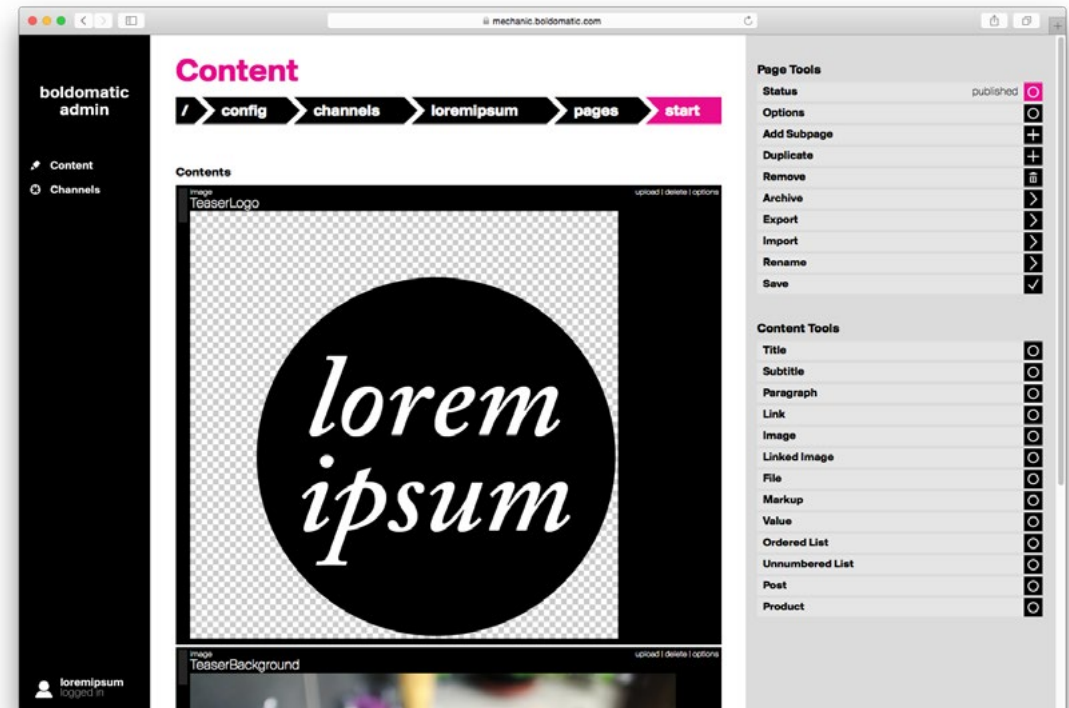 mechanic.boldomatic.com
boldomatic
admin
Content
Channels
loremipsum
logged in
Content
/ config channels loremipsum pages start
Contents
image
upload | delete | options
TeaserLogo
lorem
ipsum
image
upload | delete | options
TeaserBackground
Page Tools
Status published
Options
Add Subpage
Duplicate
Remove
Archive
Export
Import
Rename
Save
Content Tools
Title
Subtitle
Paragraph
Link
Image
Linked Image
File
Markup
Value
Ordered List
Unnumbered List
Post
Product